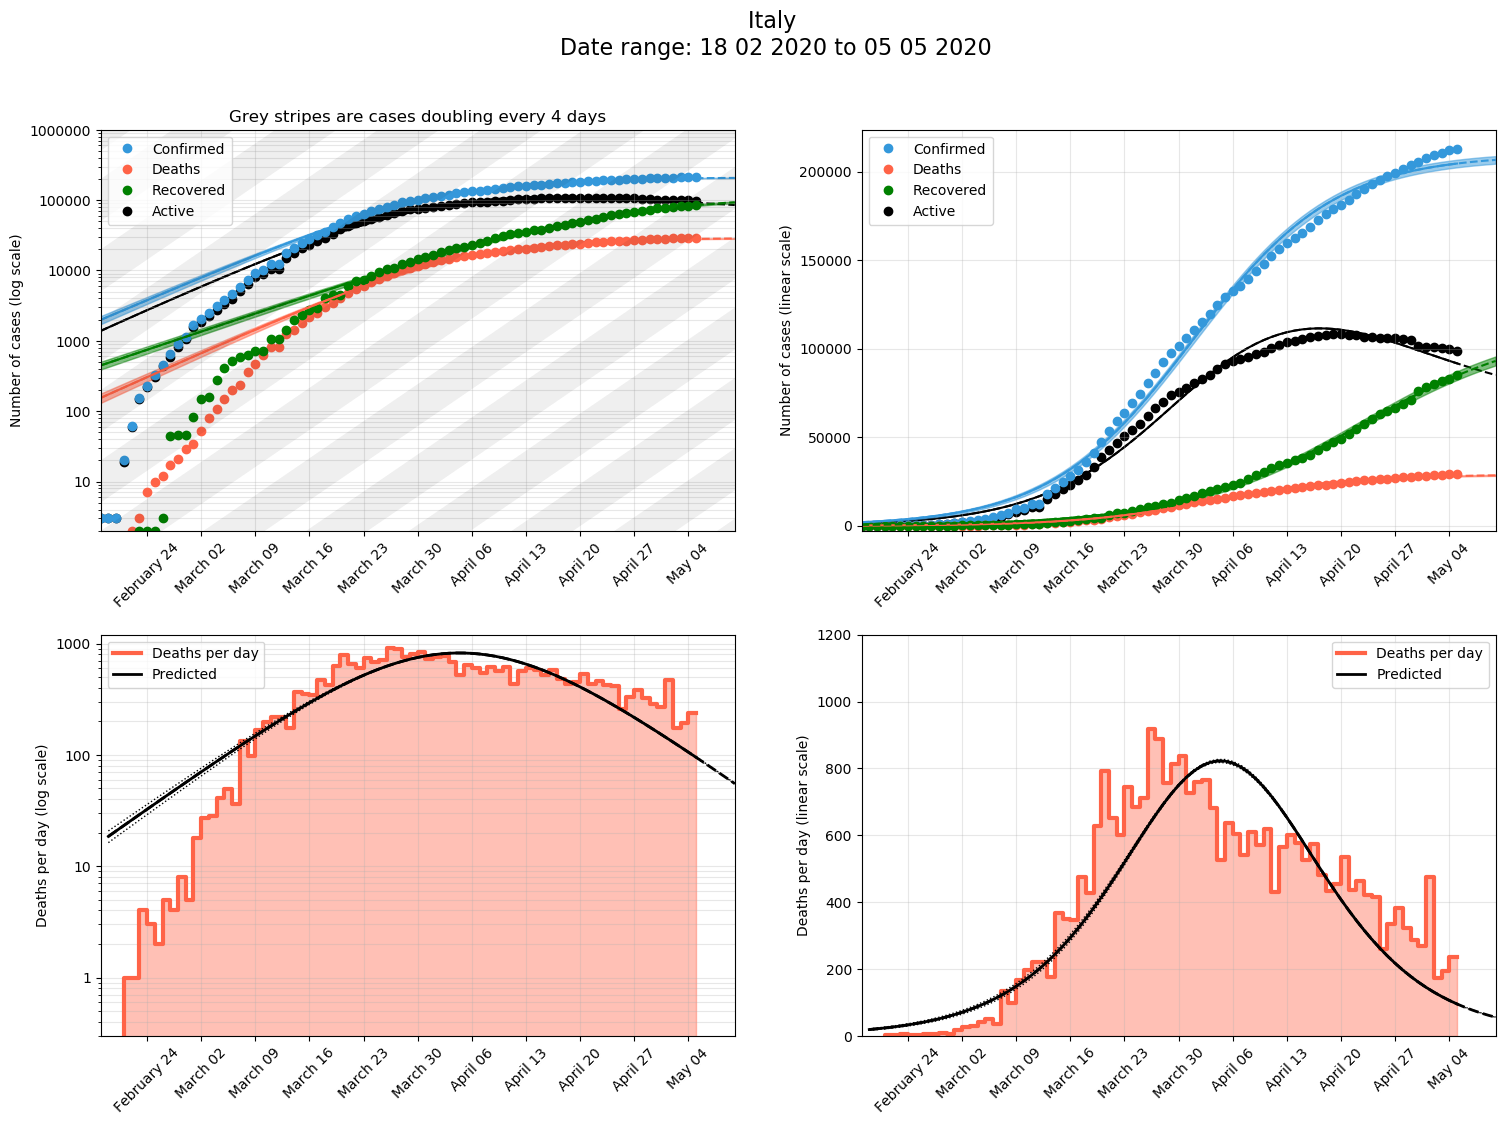 Italy
Date range: 18 02 2020 to 05 05 2020
Grey stripes are cases doubling every 4 days
Number of cases (log scale)
1000000
100000
10000
1000
100
10
Confirmed
Deaths
Recovered
Active
February 24
March 02
March 09
March 16
March 23
March 30
April 06
April 13
April 20
April 27
May 04
Number of cases (linear scale)
200000
150000
100000
50000
0
Confirmed
Deaths
Recovered
Active
February 24
March 02
March 09
March 16
March 23
March 30
April 06
April 13
April 20
April 27
May 04
Deaths per day (log scale)
1000
100
10
1
Deaths per day
Predicted
February 24
March 02
March 09
March 16
March 23
March 30
April 06
April 13
April 20
April 27
May 04
Deaths per day (linear scale)
1200
1000
800
600
400
200
0
Deaths per day
Predicted
February 24
March 02
March 09
March 16
March 23
March 30
April 06
April 13
April 20
April 27
May 04